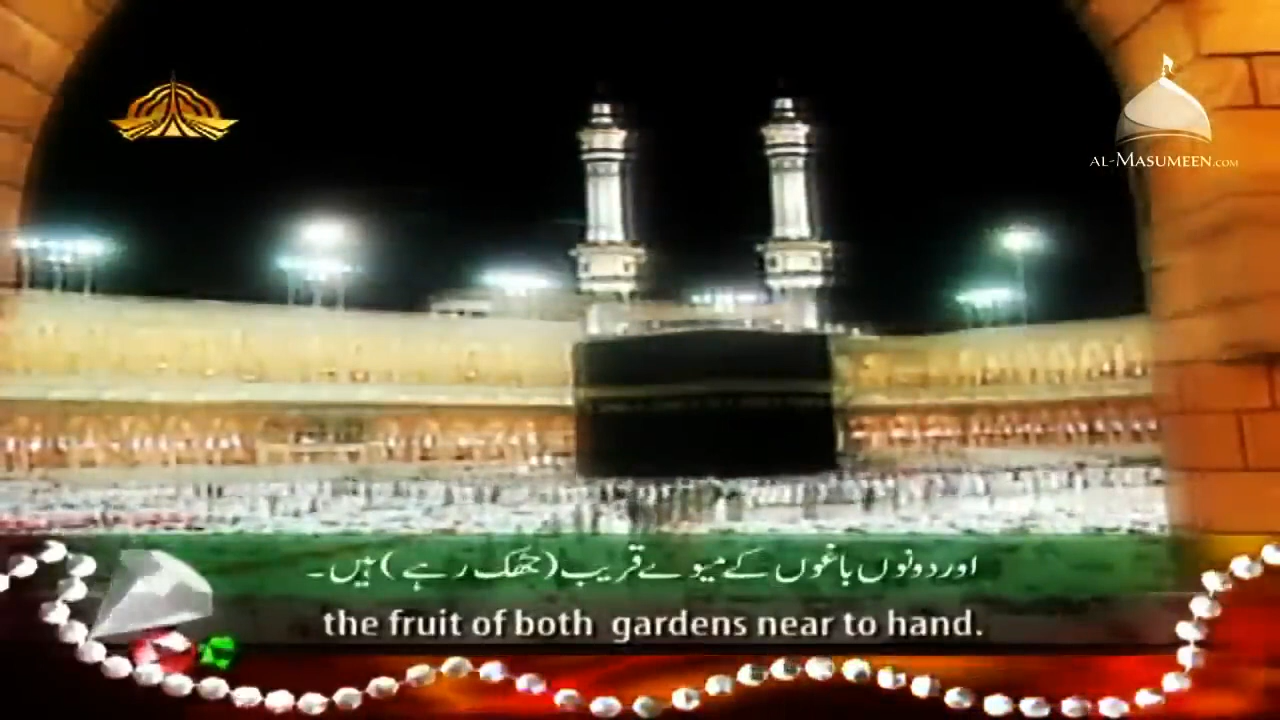 AL-MASUMEEN.COM
اور دونوں باغوں کے میوے قریب (جھک رہے) ہیں۔
the fruit of both gardens near to hand.